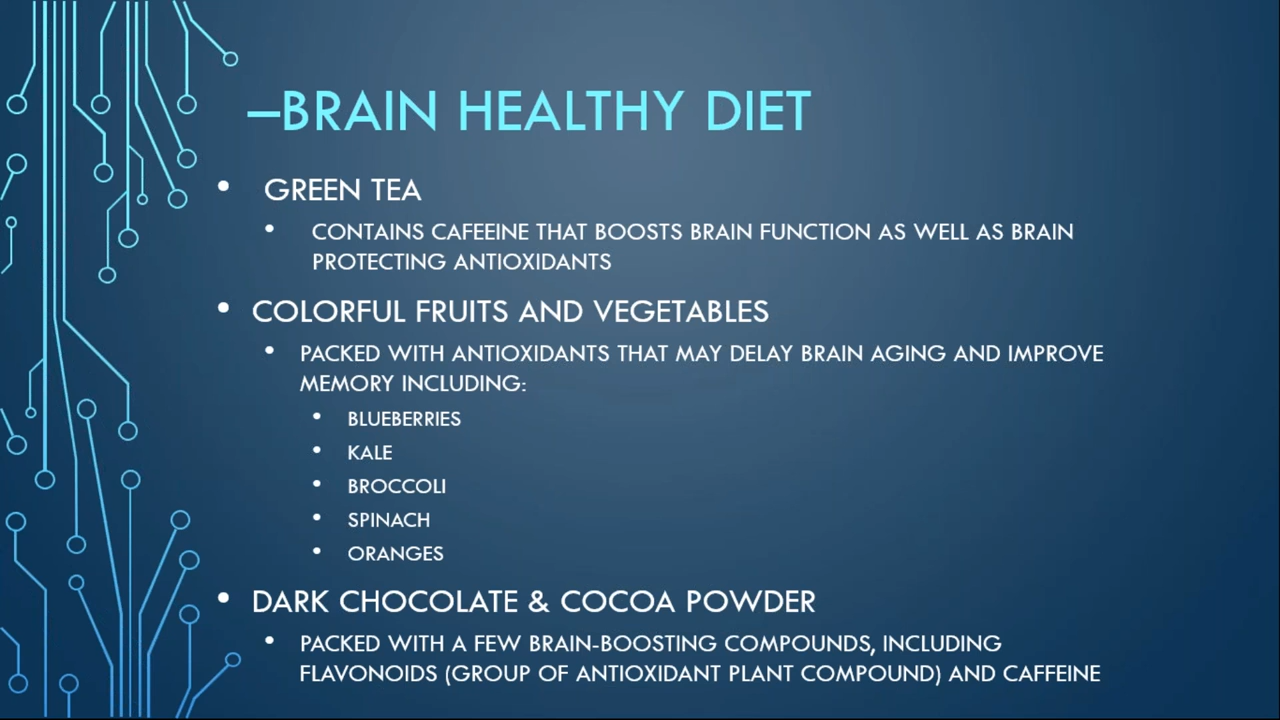 –BRAIN HEALTHY DIET
• GREEN TEA
• CONTAINS CAFEEINE THAT BOOSTS BRAIN FUNCTION AS WELL AS BRAIN
PROTECTING ANTIOXIDANTS
• COLORFUL FRUITS AND VEGETABLES
• PACKED WITH ANTIOXIDANTS THAT MAY DELAY BRAIN AGING AND IMPROVE
MEMORY INCLUDING:
• BLUEBERRIES
• KALE
• BROCCOLI
• SPINACH
• ORANGES
• DARK CHOCOLATE & COCOA POWDER
• PACKED WITH A FEW BRAIN-BOOSTING COMPOUNDS, INCLUDING
FLAVONOIDS (GROUP OF ANTIOXIDANT PLANT COMPOUND) AND CAFFEINE